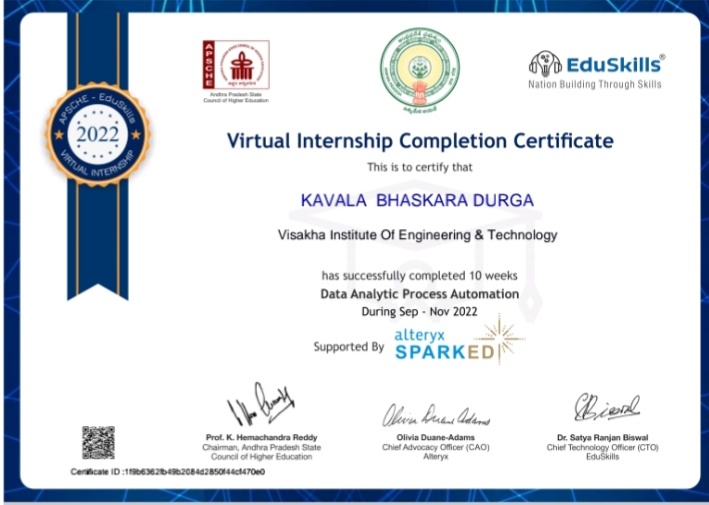 APSCHE
Andhra Pradesh State
Council of Higher Education
EduSkills®
Nation Building Through Skills
APSCHE - EduSkills
2022
VIRTUAL INTERNSHIP
Virtual Internship Completion Certificate
This is to certify that
KAVALA BHASKARA DURGA
Visakha Institute Of Engineering & Technology
has successfully completed 10 weeks
Data Analytic Process Automation
During Sep - Nov 2022
Supported By
alteryx
SPARKED
Prof. K. Hemachandra Reddy
Chairman, Andhra Pradesh State
Council of Higher Education
Olivia Duane Adams
Olivia Duane-Adams
Chief Advocacy Officer (CAO)
Alteryx
Dr. Satya Ranjan Biswal
Chief Technology Officer (CTO)
EduSkills
Certificate ID :1f9b6362fb49b2084d2850f44cf470e0